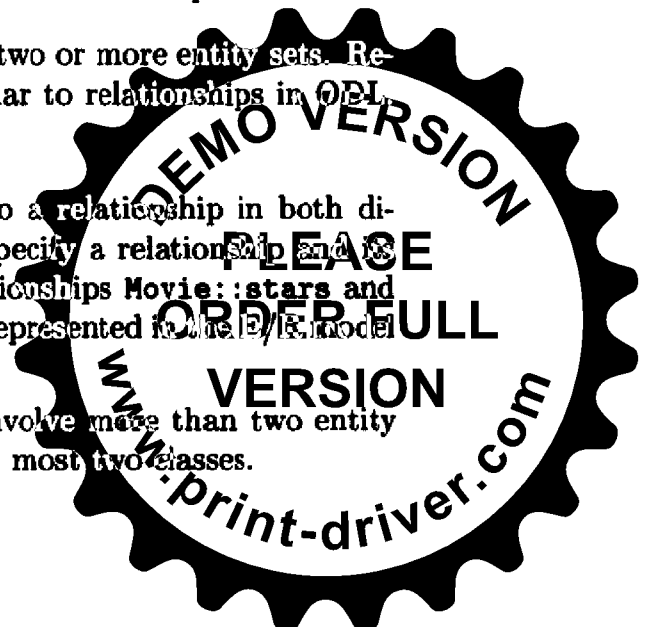 two or more entity sets. Re-
lar to relationships in ODL,
o a relationship in both di-
pecify a relationship and its
ionships Movie::stars and
epresented in the E/R model
nvolve more than two entity
most two classes.
DEMO VERSION
PLEASE
ORDER FULL
VERSION
www.print-driver.com